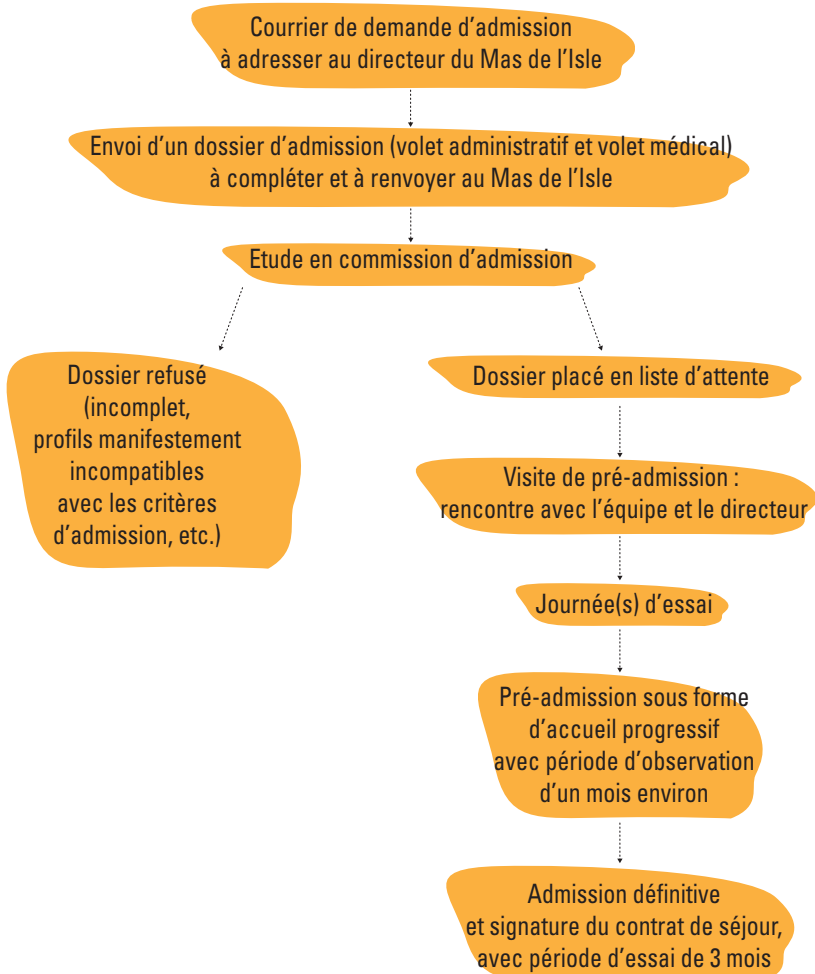 Courrier de demande d'admission
à adresser au directeur du Mas de l'Isle
Envoi d'un dossier d'admission (volet administratif et volet médical)
à compléter et à renvoyer au Mas de l'Isle
Etude en commission d'admission
Dossier refusé
(incomplet,
profils manifestement
incompatibles
avec les critères
d'admission, etc.)
Dossier placé en liste d'attente
Visite de pré-admission :
rencontre avec l'équipe et le directeur
Journée(s) d'essai
Pré-admission sous forme
d'accueil progressif
avec période d'observation
d'un mois environ
Admission définitive
et signature du contrat de séjour,
avec période d'essai de 3 mois